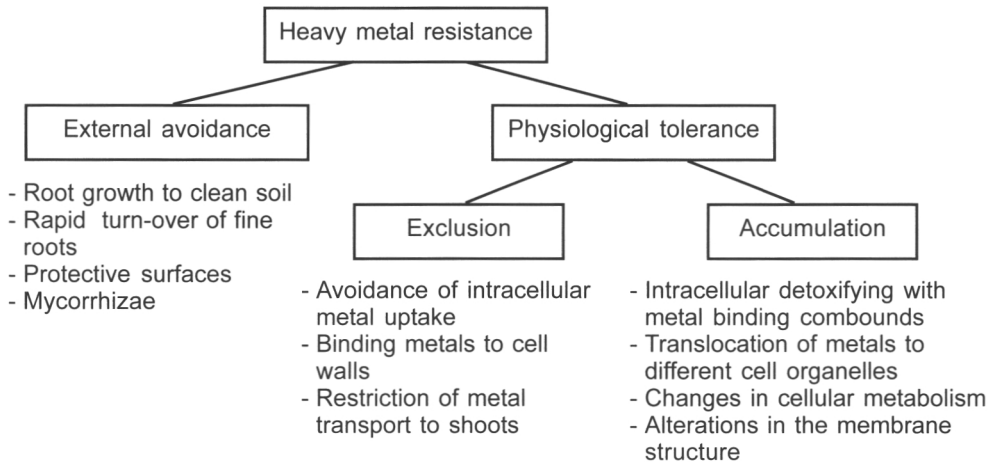 Heavy metal resistance
External avoidance
Physiological tolerance
- Root growth to clean soil
- Rapid turn-over of fine
roots
- Protective surfaces
- Mycorrhizae
Exclusion
Accumulation
- Avoidance of intracellular
metal uptake
- Binding metals to cell
walls
- Restriction of metal
transport to shoots
- Intracellular detoxifying with
metal binding combounds
- Translocation of metals to
different cell organelles
- Changes in cellular metabolism
- Alterations in the membrane
structure